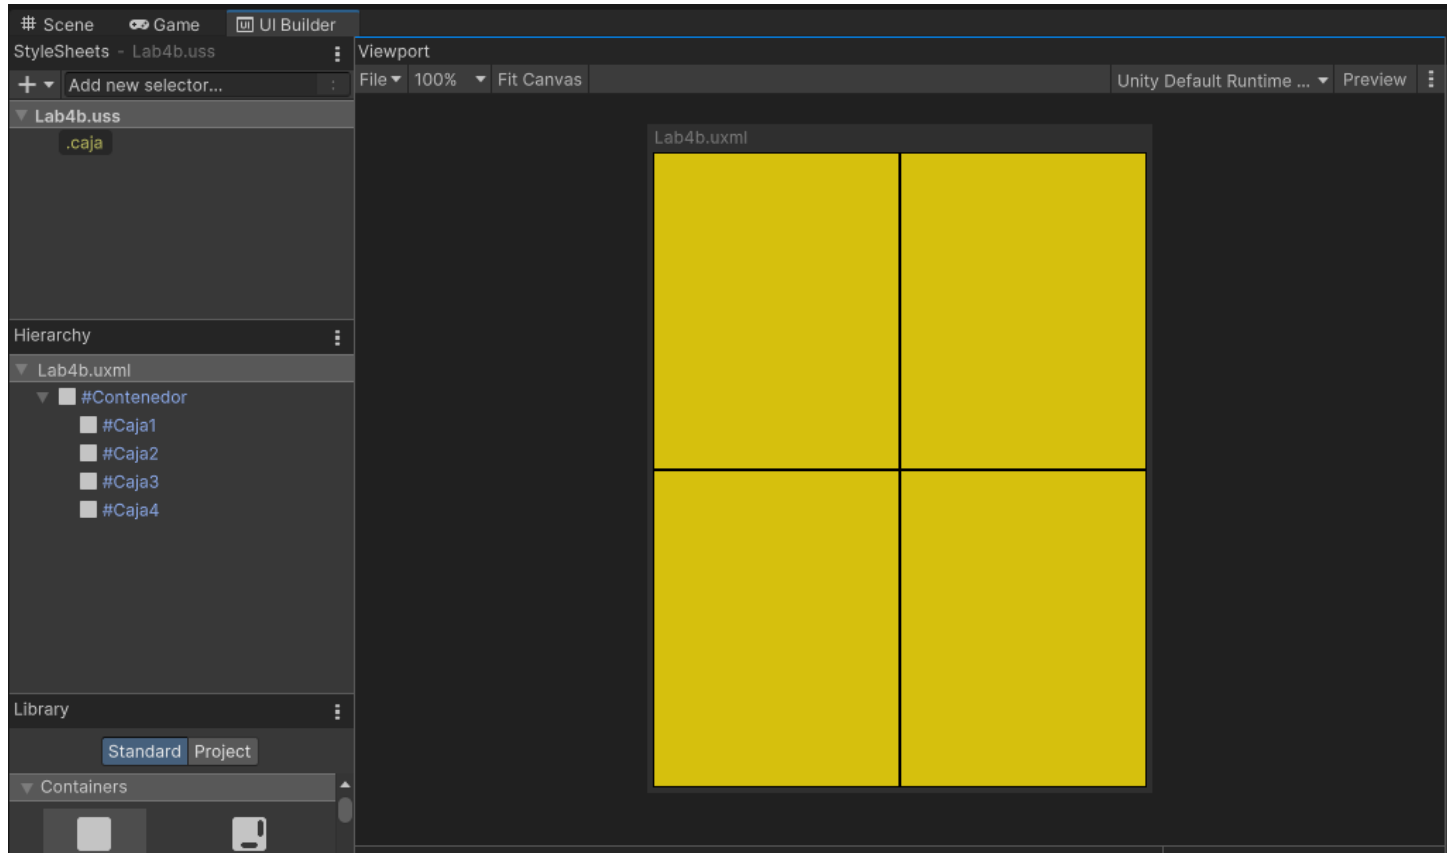 Scene Game UI Builder
StyleSheets - Lab4b.uss
Add new selector...
Lab4b.uss
.caja
Hierarchy
Lab4b.uxml
#Contenedor
#Caja1
#Caja2
#Caja3
#Caja4
Library
Standard Project
Containers
Viewport
File 100% Fit Canvas Unity Default Runtime ... Preview
Lab4b.uxml